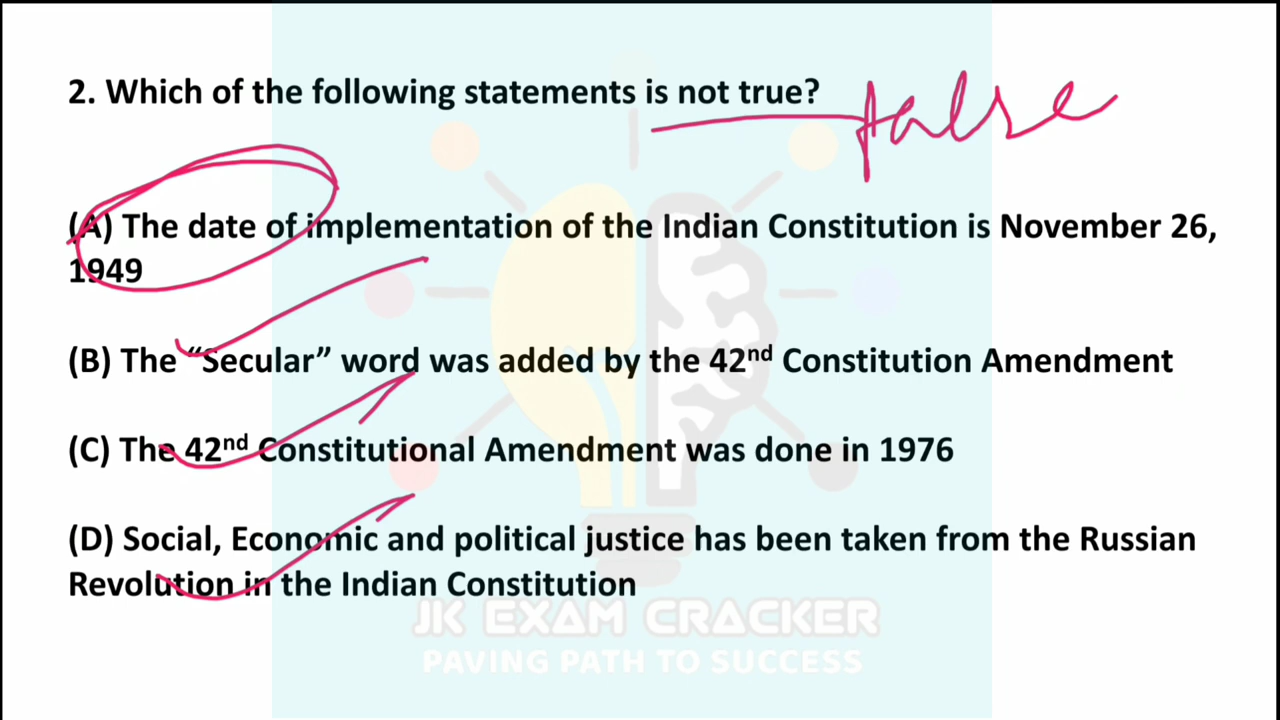 2. Which of the following statements is not true? false
(A) The date of implementation of the Indian Constitution is November 26,
1949
(B) The “Secular” word was added by the 42nd Constitution Amendment
(C) The 42nd Constitutional Amendment was done in 1976
(D) Social, Economic and political justice has been taken from the Russian
Revolution in the Indian Constitution
JK EXAM CRACKER
PAVING PATH TO SUCCESS